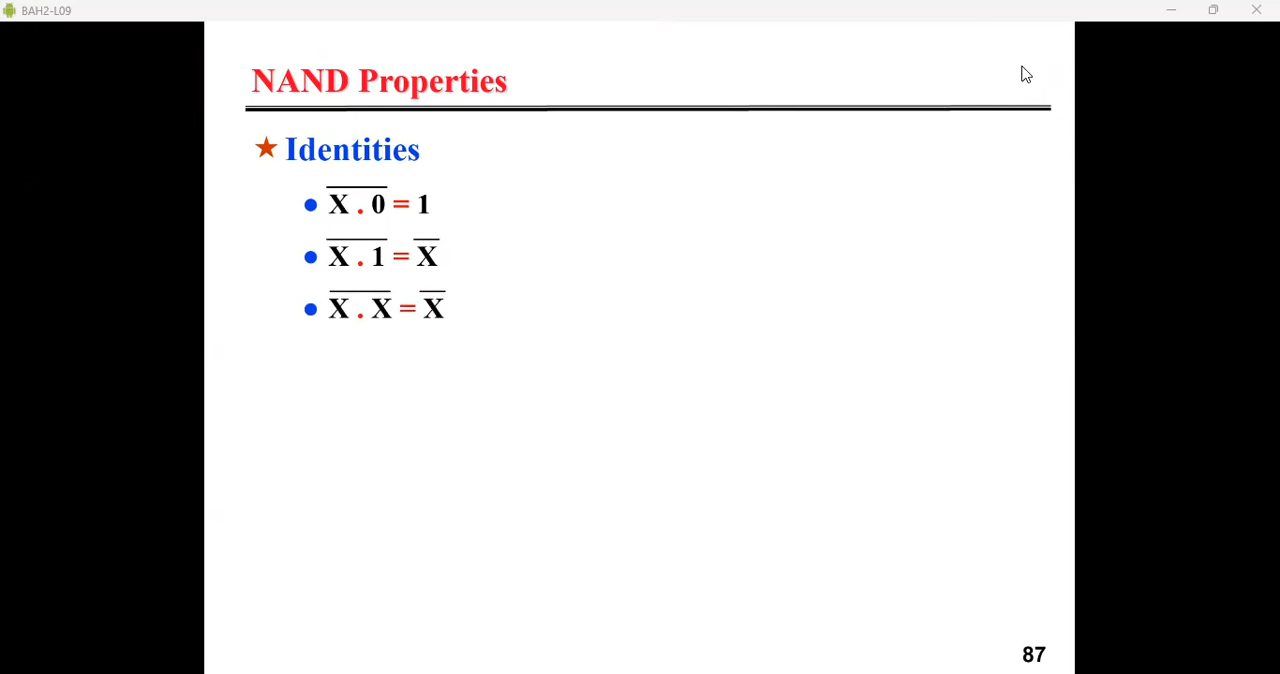 BAH2-L09
NAND Properties
★ Identities
● X̅ ̅.̅ ̅0̅ = 1
● X̅ ̅.̅ ̅1̅ = X̅
● X̅ ̅.̅ ̅X̅ = X̅
87